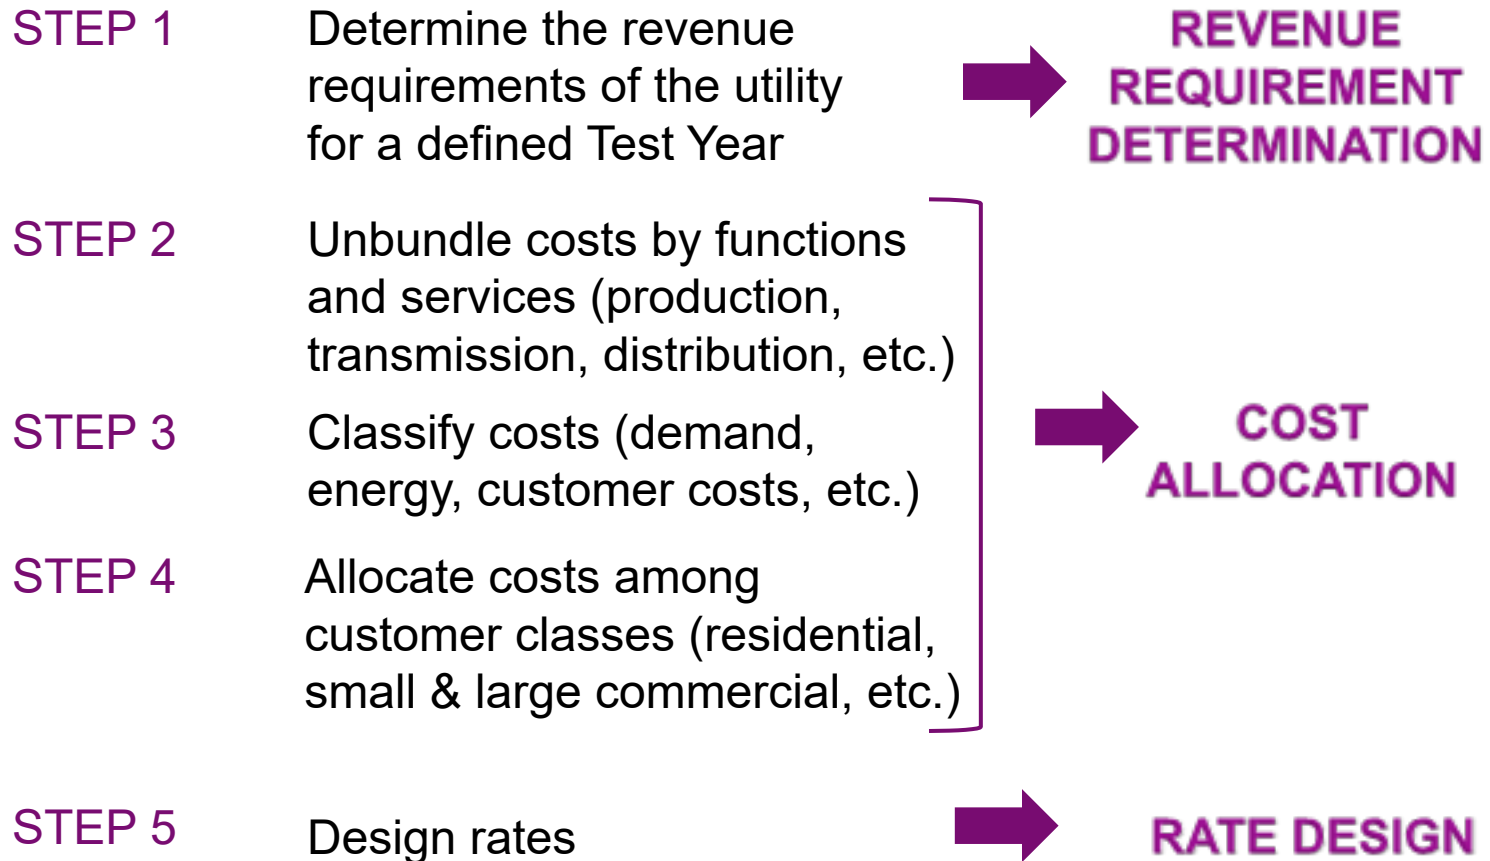 STEP 1
Determine the revenue
requirements of the utility
for a defined Test Year
REVENUE
REQUIREMENT
DETERMINATION
STEP 2
Unbundle costs by functions
and services (production,
transmission, distribution, etc.)
STEP 3
Classify costs (demand,
energy, customer costs, etc.)
STEP 4
Allocate costs among
customer classes (residential,
small & large commercial, etc.)
COST
ALLOCATION
STEP 5
Design rates
RATE DESIGN